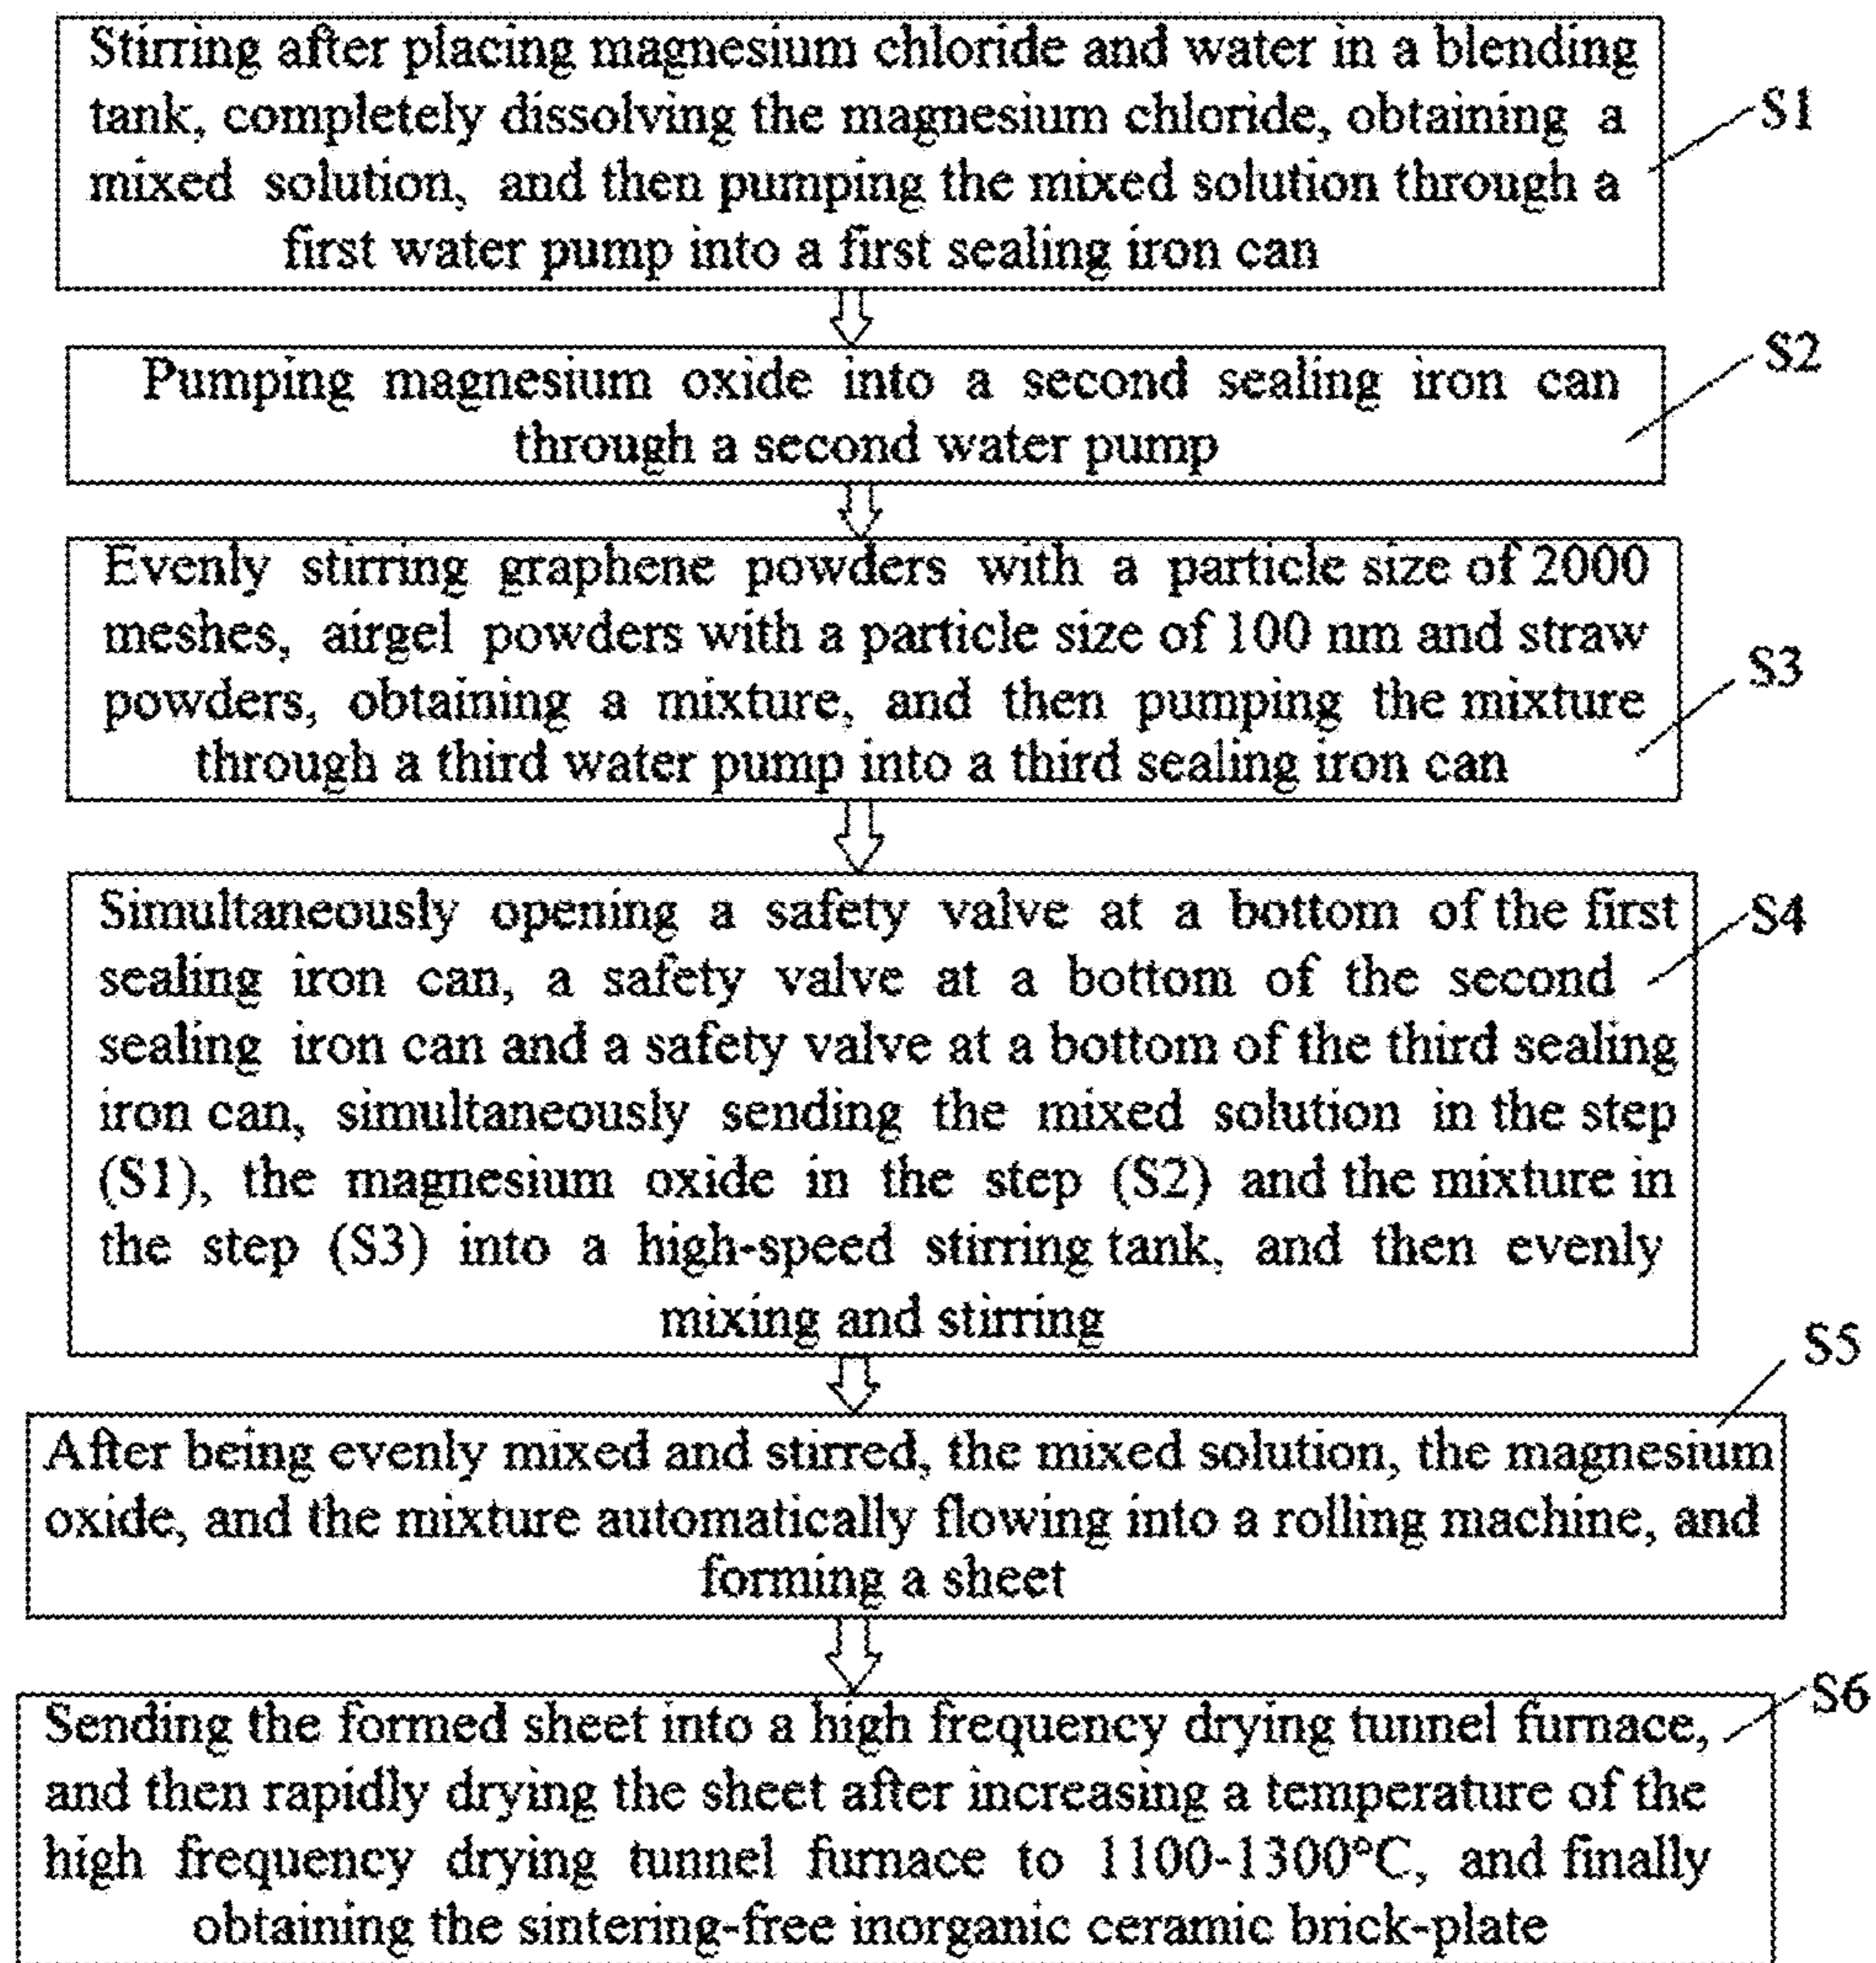 Stirring after placing magnesium chloride and water in a blending
tank, completely dissolving the magnesium chloride, obtaining a
mixed solution, and then pumping the mixed solution through a
first water pump into a first sealing iron can
S1
Pumping magnesium oxide into a second sealing iron can
through a second water pump
S2
Evenly stirring graphene powders with a particle size of 2000
meshes, airgel powders with a particle size of 100 nm and straw
powders, obtaining a mixture, and then pumping the mixture
through a third water pump into a third sealing iron can
S3
Simultaneously opening a safety valve at a bottom of the first
sealing iron can, a safety valve at a bottom of the second
sealing iron can and a safety valve at a bottom of the third sealing
iron can, simultaneously sending the mixed solution in the step
(S1), the magnesium oxide in the step (S2) and the mixture in
the step (S3) into a high-speed stirring tank, and then evenly
mixing and stirring
S4
After being evenly mixed and stirred, the mixed solution, the magnesium
oxide, and the mixture automatically flowing into a rolling machine, and
forming a sheet
S5
Sending the formed sheet into a high frequency drying tunnel furnace,
and then rapidly drying the sheet after increasing a temperature of the
high frequency drying tunnel furnace to 1100-1300°C, and finally
obtaining the sintering-free inorganic ceramic brick-plate
S6